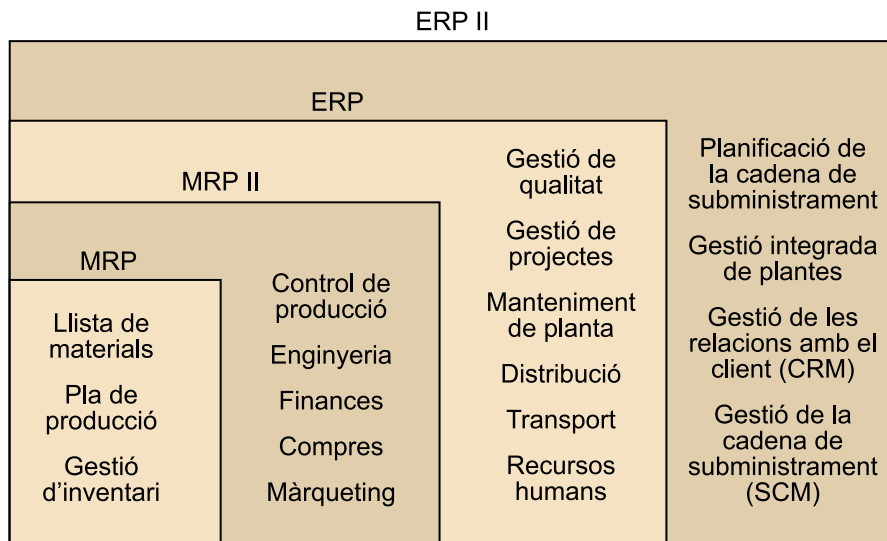 ERP II
ERP
MRP II
MRP
Llista de
materials
Pla de
producció
Gestió
d'inventari
Control de
producció
Enginyeria
Finances
Compres
Màrqueting
Gestió de
qualitat
Gestió de
projectes
Manteniment
de planta
Distribució
Transport
Recursos
humans
Planificació de
la cadena de
subministrament
Gestió integrada
de plantes
Gestió de les
relacions amb el
client (CRM)
Gestió de la
cadena de
subministrament
(SCM)